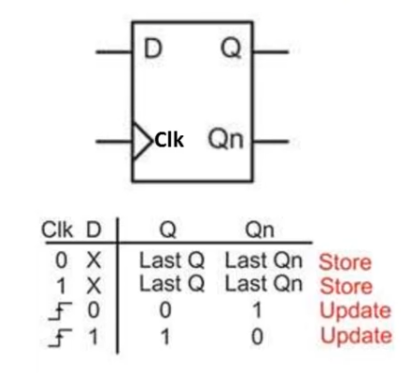 D Q
Clk Qn
Clk D Q Qn
0 X Last Q Last Qn Store
1 X Last Q Last Qn Store
0 0 1 Update
1 1 0 Update